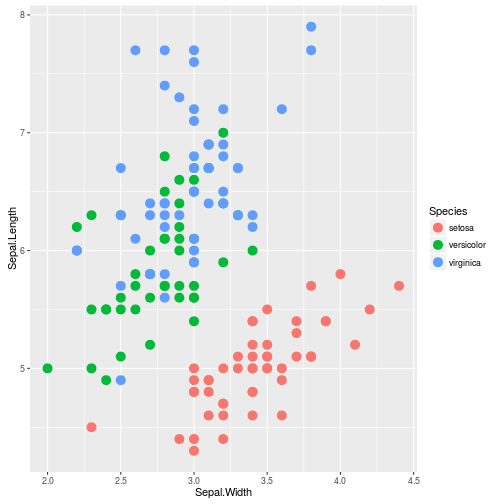 8
7
6
5
Sepal.Length
2.0 2.5 3.0 3.5 4.0 4.5
Sepal.Width
Species
setosa
versicolor
virginica